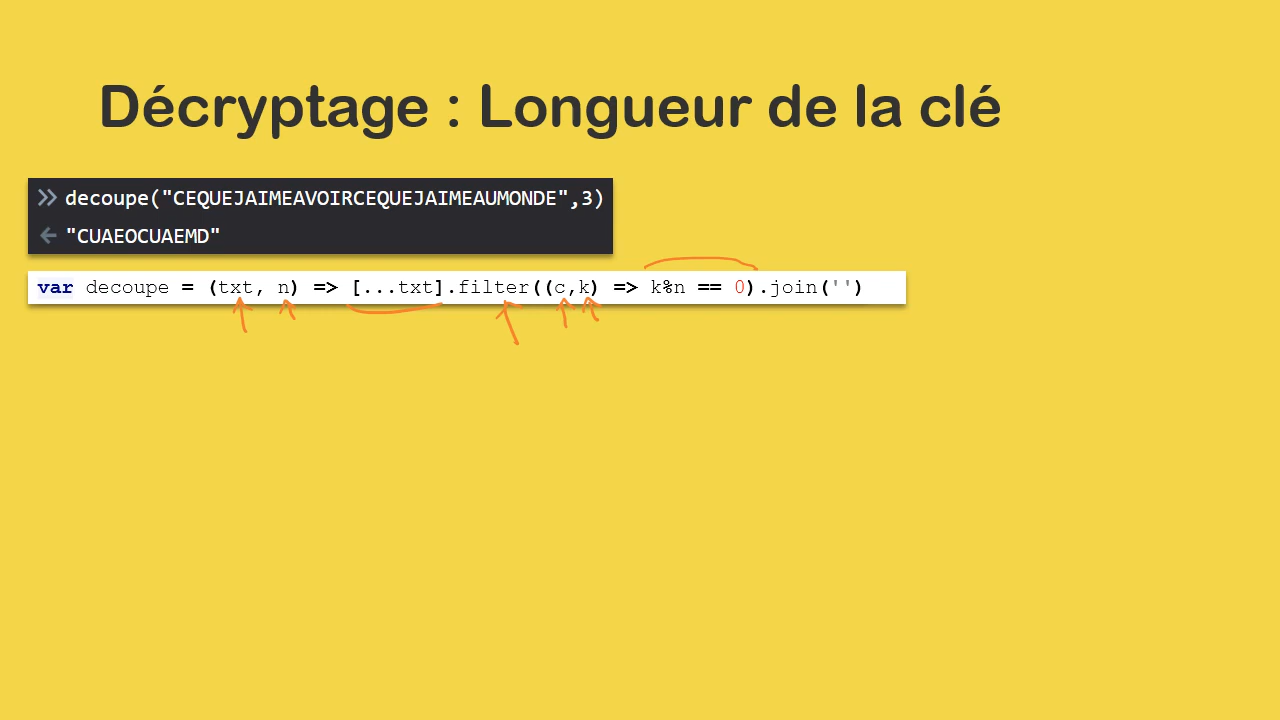 Décryptage : Longueur de la clé
>> decoupe("CEQUEJAIMEAVOIRCEQUEJAIMEAUMONDE",3)
← "CUAEOCUAEMD"
var decoupe = (txt, n) => [...txt].filter((c,k) => k%n == 0).join('')